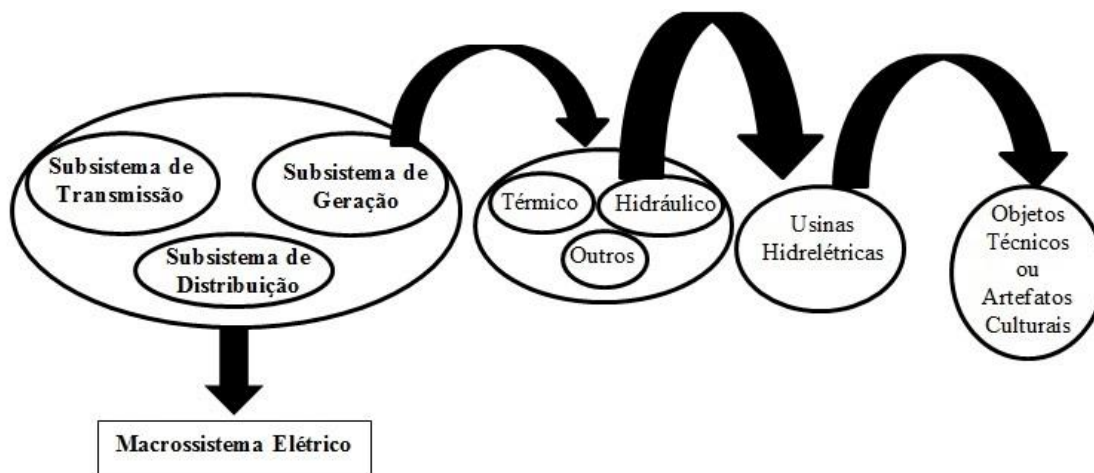 Subsistema de
Transmissão
Subsistema de
Geração
Subsistema de
Distribuição
Macrossistema Elétrico
Térmico
Hidráulico
Outros
Usinas
Hidrelétricas
Objetos
Técnicos
ou
Artefatos
Culturais